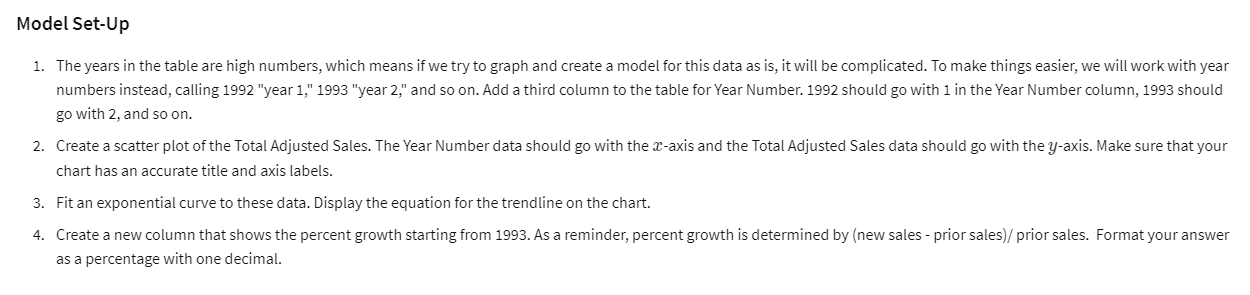 Model Set-Up
1. The years in the table are high numbers, which means if we try to graph and create a model for this data as is, it will be complicated. To make things easier, we will work with year
numbers instead, calling 1992 "year 1," 1993 "year 2," and so on. Add a third column to the table for Year Number. 1992 should go with 1 in the Year Number column, 1993 should
go with 2, and so on.
2. Create a scatter plot of the Total Adjusted Sales. The Year Number data should go with the x-axis and the Total Adjusted Sales data should go with the y-axis. Make sure that your
chart has an accurate title and axis labels.
3. Fit an exponential curve to these data. Display the equation for the trendline on the chart.
4. Create a new column that shows the percent growth starting from 1993. As a reminder, percent growth is determined by (new sales - prior sales)/ prior sales. Format your answer
as a percentage with one decimal.